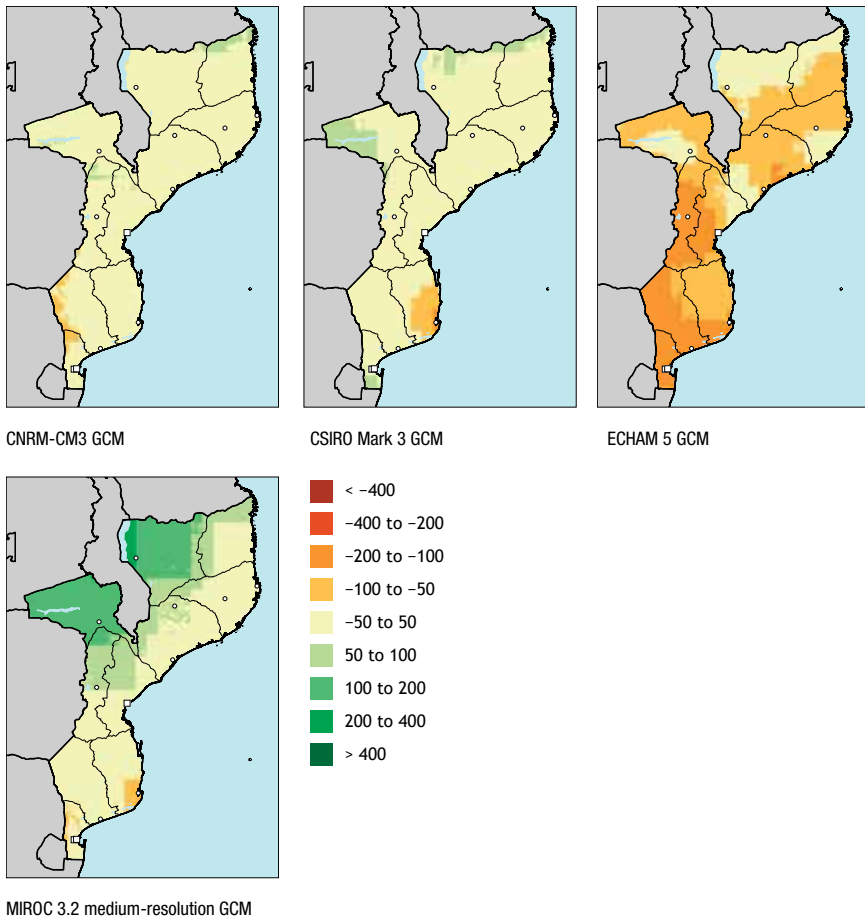 CNRM-CM3 GCM
CSIRO Mark 3 GCM
ECHAM 5 GCM
< −400
−400 to −200
−200 to −100
−100 to −50
−50 to 50
50 to 100
100 to 200
200 to 400
> 400
MIROC 3.2 medium-resolution GCM